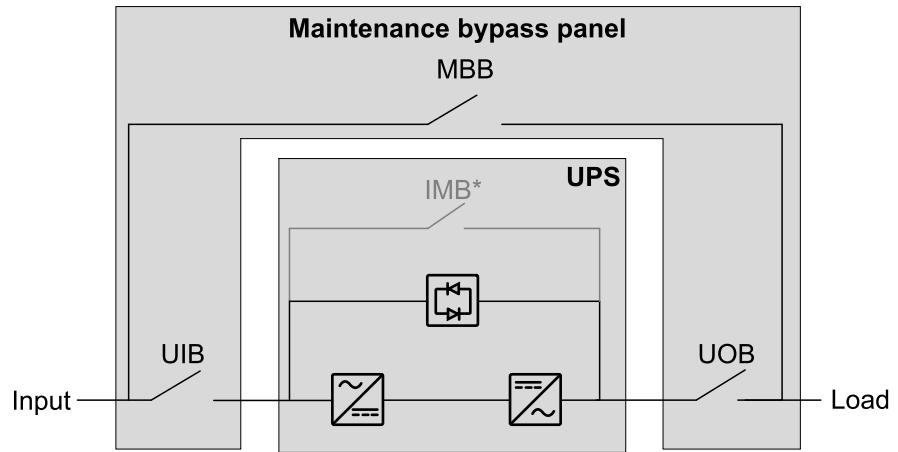 Maintenance bypass panel
MBB
UPS
IMB*
UIB
UOB
Input
Load